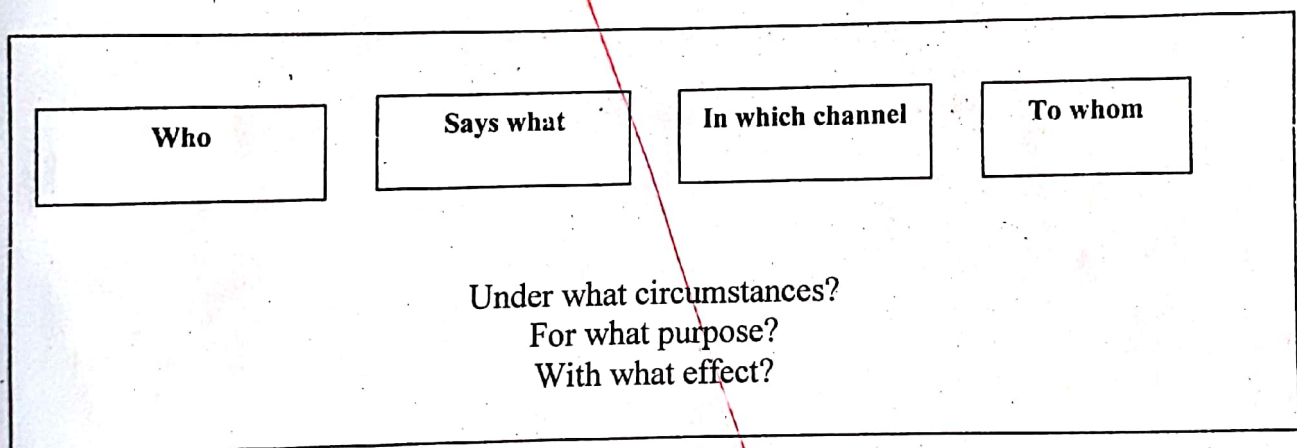 Who
Says what
In which channel
To whom
Under what circumstances?
For what purpose?
With what effect?